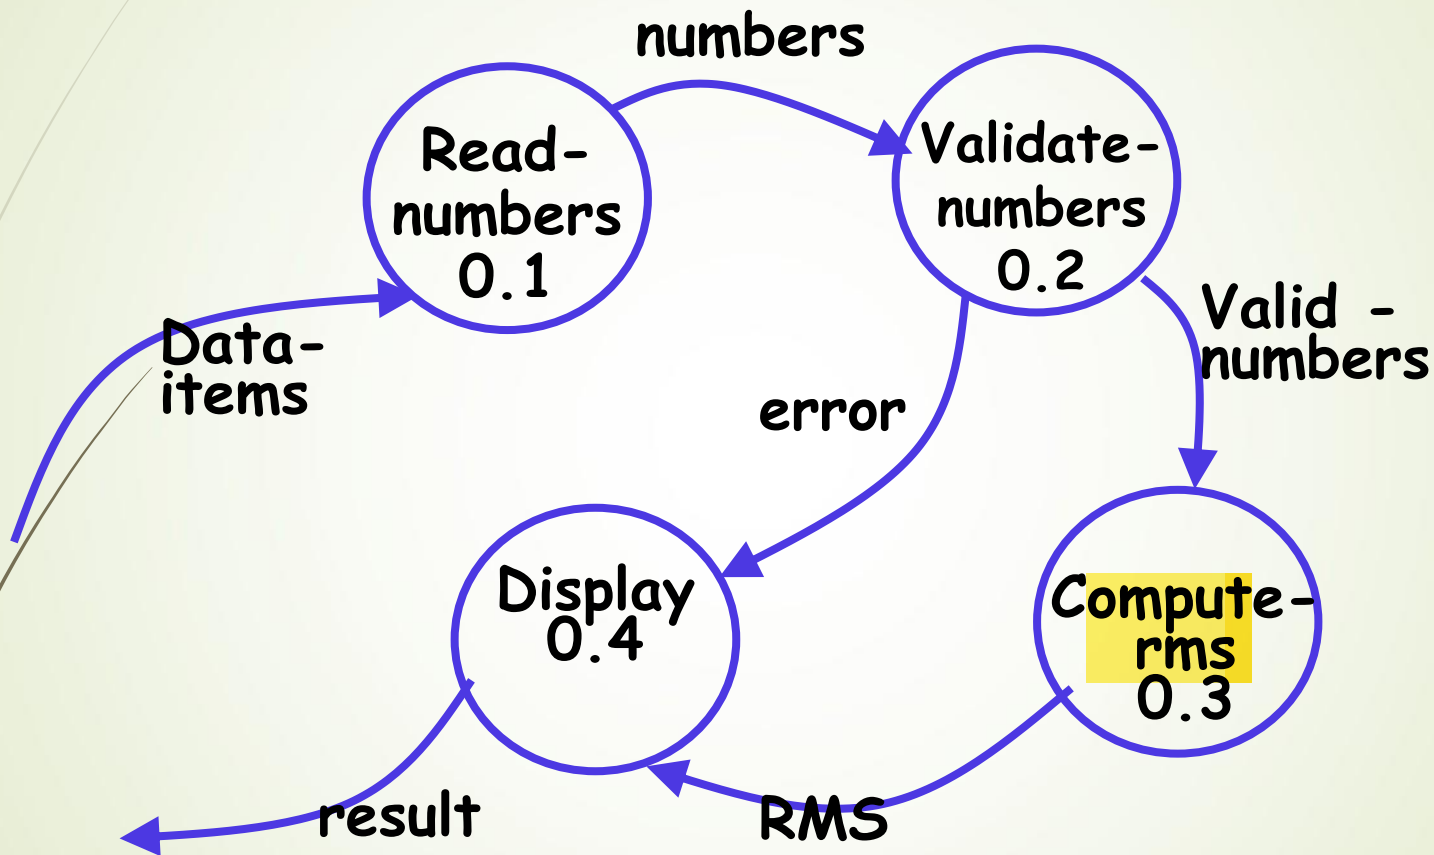 numbers
Read-
numbers
0.1
Validate-
numbers
0.2
Data-
items
Valid -
numbers
error
Display
0.4
Compute-
rms
0.3
result
RMS